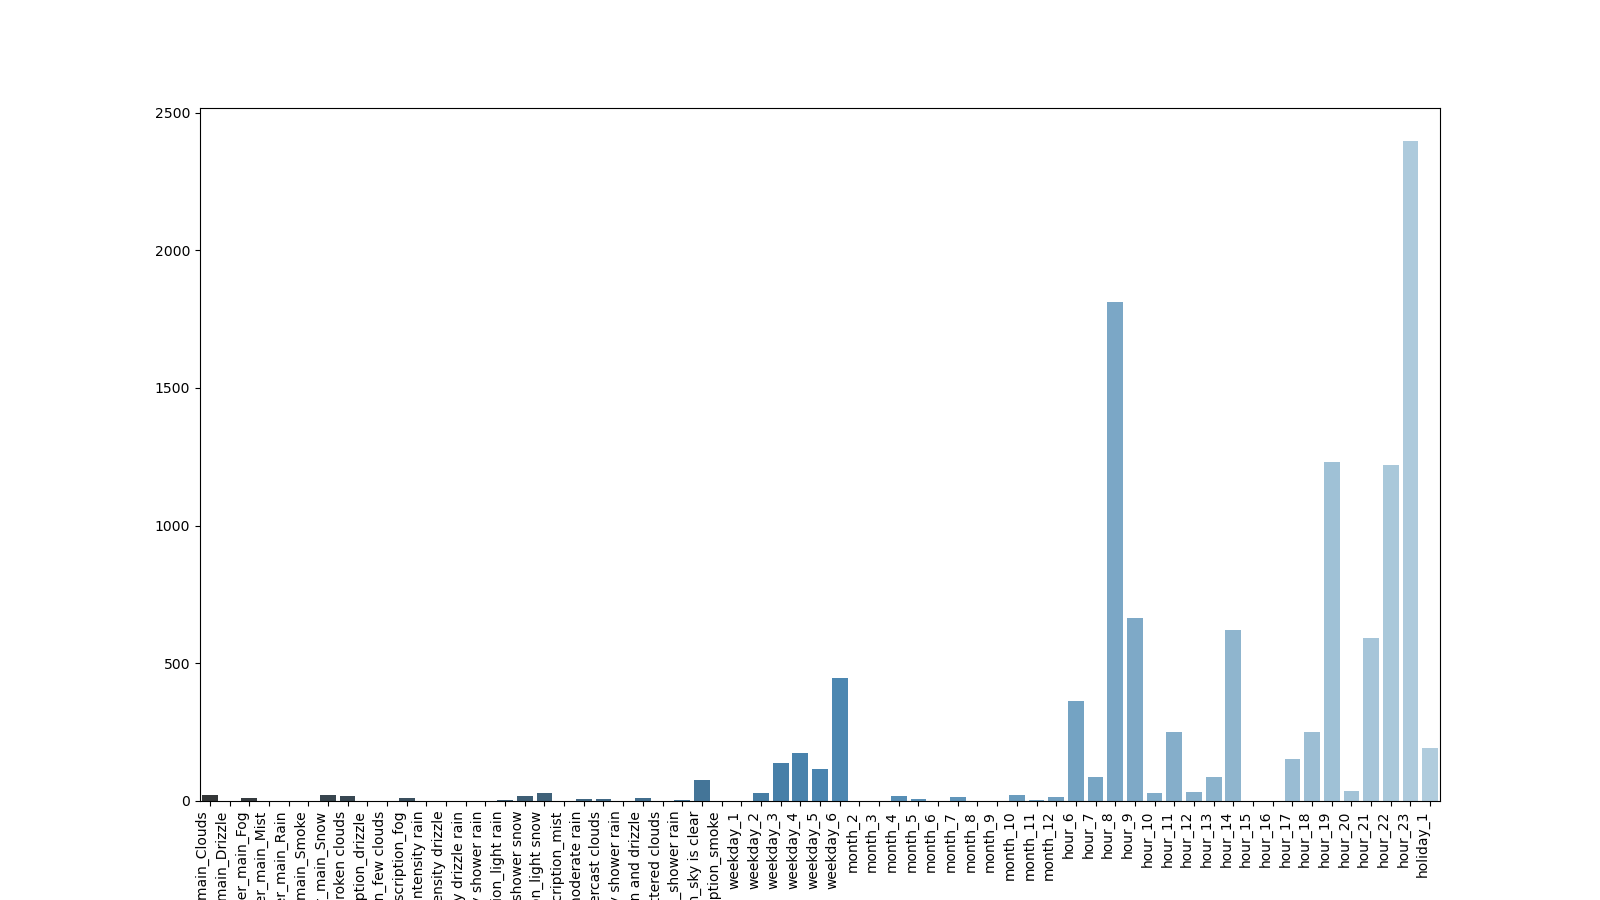 2500
2000
1500
1000
500
0
main_Clouds
main_Drizzle
er_main_Fog
er_main_Mist
er_main_Rain
main_Smoke
_main_Snow
roken clouds
ption_drizzle
n_few clouds
scription_fog
ntensity rain
ensity drizzle
y drizzle rain
shower rain
ion_light rain
shower snow
n_light snow
cription_mist
moderate rain
ercast clouds
y shower rain
n and drizzle
ttered clouds
_shower rain
n_sky is clear
ption_smoke
weekday_1
weekday_2
weekday_3
weekday_4
weekday_5
weekday_6
month_2
month_3
month_4
month_5
month_6
month_7
month_8
month_9
month_10
month_11
month_12
hour_6
hour_7
hour_8
hour_9
hour_10
hour_11
hour_12
hour_13
hour_14
hour_15
hour_16
hour_17
hour_18
hour_19
hour_20
hour_21
hour_22
hour_23
holiday_1